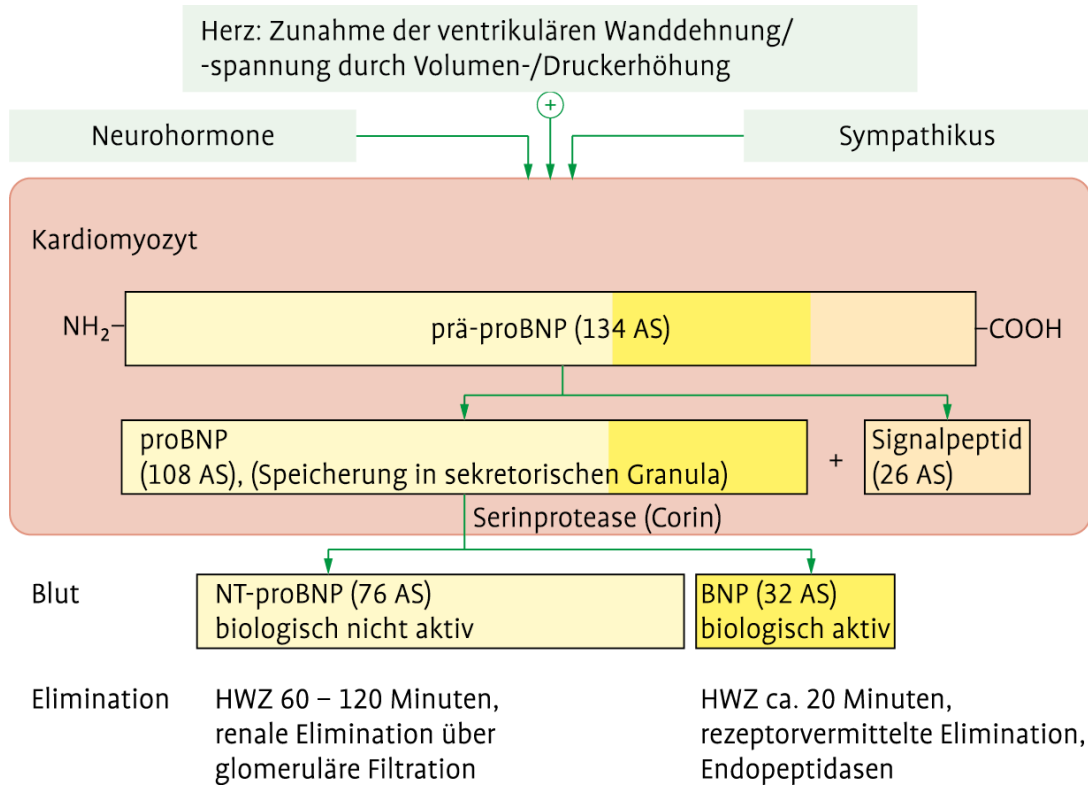 Herz: Zunahme der ventrikulären Wanddehnung/
-spannung durch Volumen-/Druckerhöhung
+
Neurohormone
Sympathikus
Kardiomyozyt
NH₂
prä-proBNP (134 AS)
COOH
proBNP
(108 AS), (Speicherung in sekretorischen Granula)
+
Signalpeptid
(26 AS)
Serinprotease (Corin)
Blut
NT-proBNP (76 AS)
biologisch nicht aktiv
BNP (32 AS)
biologisch aktiv
Elimination
HWZ 60 – 120 Minuten,
renale Elimination über
glomeruläre Filtration
HWZ ca. 20 Minuten,
rezeptorvermittelte Elimination,
Endopeptidasen